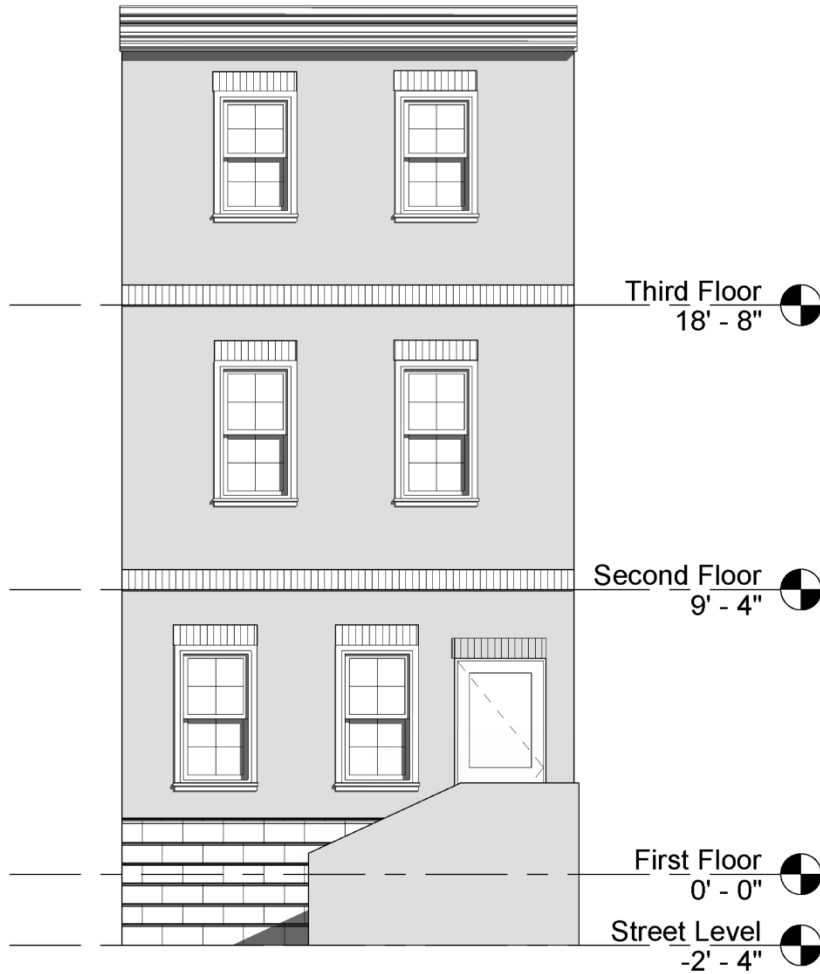 Third Floor
18' - 8"
Second Floor
9' - 4"
First Floor
0' - 0"
Street Level
-2' - 4"